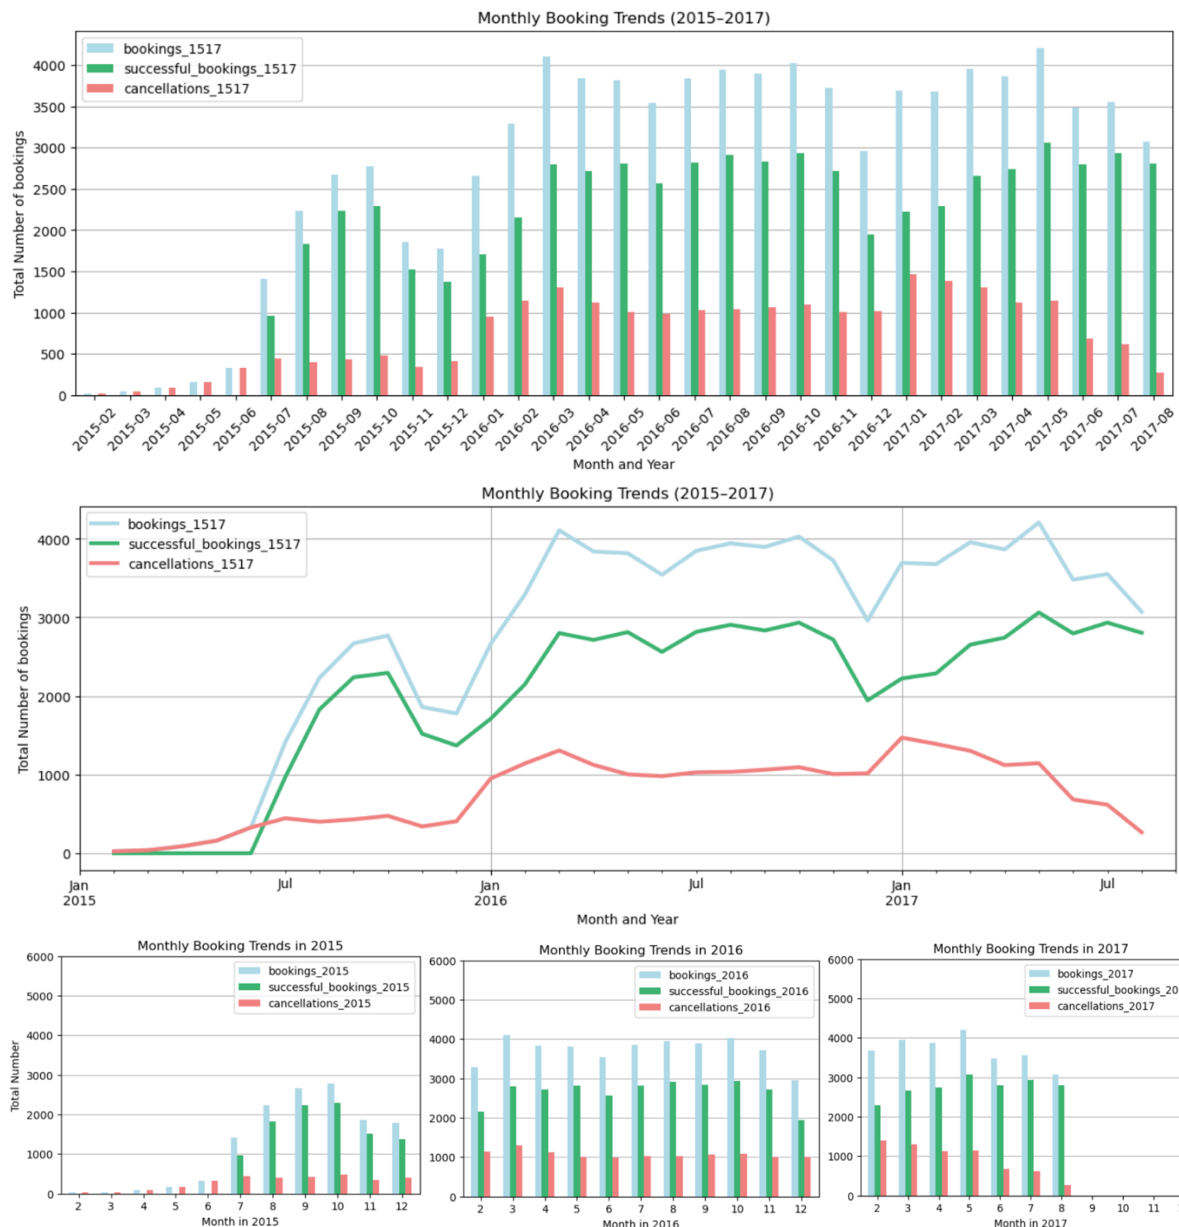 Monthly Booking Trends (2015–2017)
bookings_1517
successful_bookings_1517
cancellations_1517
Total Number of bookings
4000
3500
3000
2500
2000
1500
1000
500
0
2015-02 2015-03 2015-04 2015-05 2015-06 2015-07 2015-08 2015-09 2015-10 2015-11 2015-12 2016-01 2016-02 2016-03 2016-04 2016-05 2016-06 2016-07 2016-08 2016-09 2016-10 2016-11 2016-12 2017-01 2017-02 2017-03 2017-04 2017-05 2017-06 2017-07 2017-08
Month and Year
Monthly Booking Trends (2015–2017)
bookings_1517
successful_bookings_1517
cancellations_1517
Total Number of bookings
4000
3000
2000
1000
0
Jan Jul Jan Jul Jan Jul
2015 2016 2017
Month and Year
Monthly Booking Trends in 2015
bookings_2015
successful_bookings_2015
cancellations_2015
Total Number
6000
5000
4000
3000
2000
1000
0
2 3 4 5 6 7 8 9 10 11 12
Month in 2015
Monthly Booking Trends in 2016
bookings_2016
successful_bookings_2016
cancellations_2016
6000
5000
4000
3000
2000
1000
0
2 3 4 5 6 7 8 9 10 11 12
Month in 2016
Monthly Booking Trends in 2017
bookings_2017
successful_bookings_20
cancellations_2017
6000
5000
4000
3000
2000
1000
0
2 3 4 5 6 7 8 9 10 11
Month in 2017